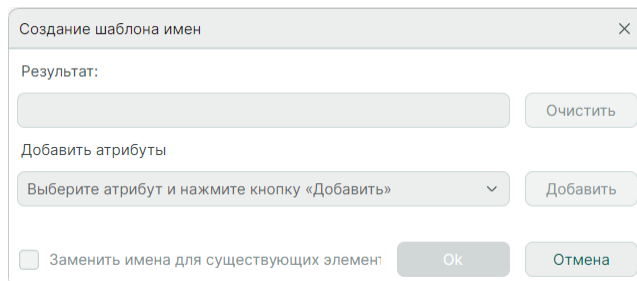 Создание шаблона имен
Результат:
Очистить
Добавить атрибуты
Выберите атрибут и нажмите кнопку «Добавить»
Добавить
Заменить имена для существующих элемент
Ok
Отмена